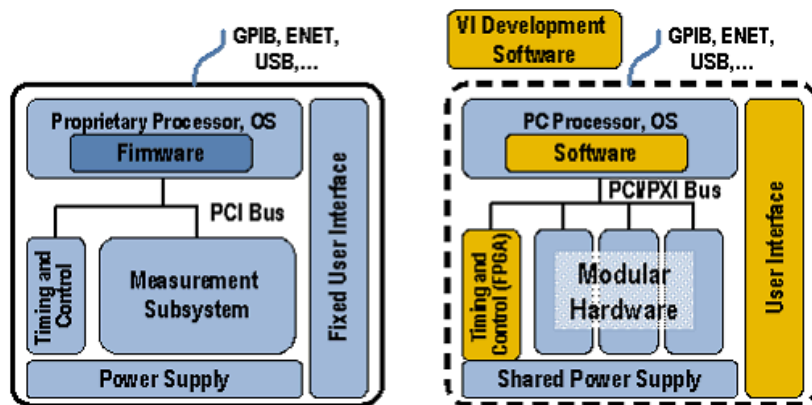 GPIB, ENET,
USB,...
Proprietary Processor, OS
Firmware
PCI Bus
Timing and
Control
Measurement
Subsystem
Fixed User Interface
Power Supply
VI Development
Software
GPIB, ENET,
USB,...
PC Processor, OS
Software
PCI/PXI Bus
Timing and
Control (FPGA)
Modular
Hardware
User Interface
Shared Power Supply